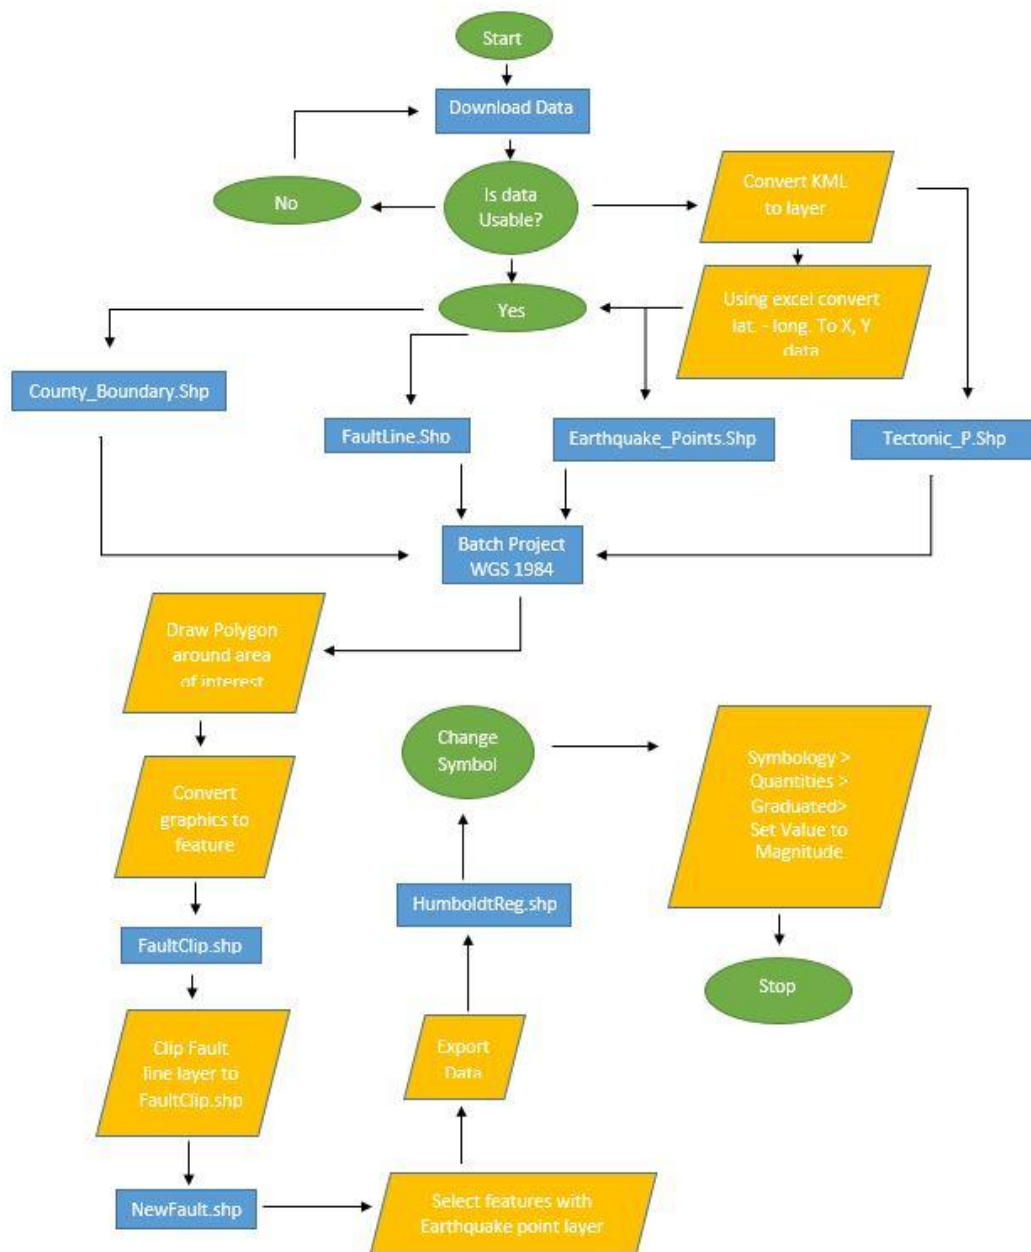 Start
Download Data
No
Is data
Usable?
Convert KML
to layer
Yes
Using excel convert
lat. - long. To X, Y
data
County_Boundary.Shp
FaultLine.Sho
Earthquake_Points.Shp
Tectonic_P.Shp
Batch Project
WGS 1984
Draw Polygon
around area
of interest
Change
Symbol
Symbology >
Quantities >
Graduated>
Set Value to
Magnitude
Convert
graphics to
feature
HumboldtReg.shp
FaultClip.shp
Stop
Clip Fault
line layer to
FaultClip.shp
Export
Data
NewFault.shp
Select features with
Earthquake point layer